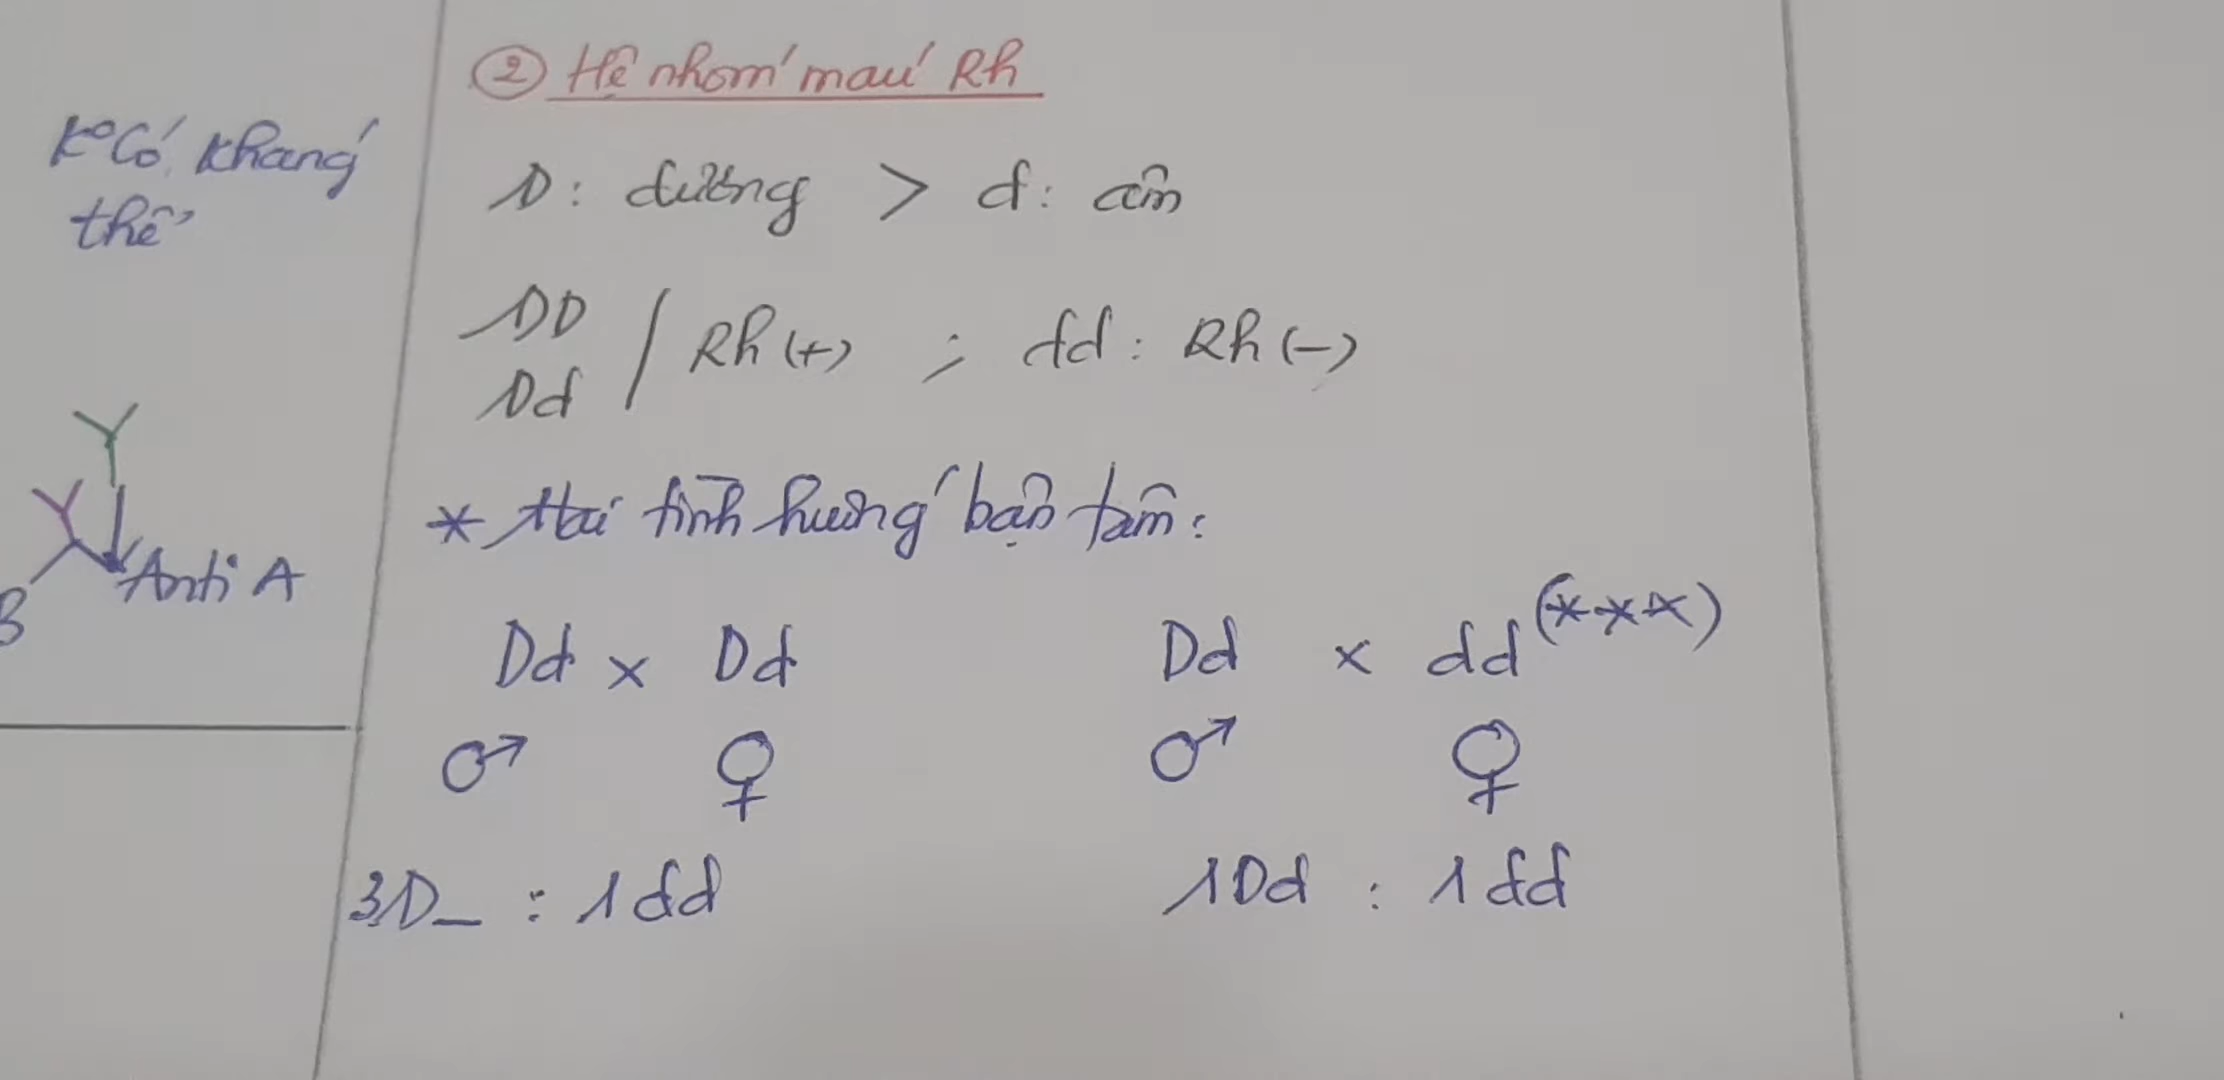 K° Có kháng
thể
Anti A
B
② Hệ nhóm máu Rh
D: dương > d: âm
DD
Dd / Rh (+) ; dd: Rh (-)
* Hai tình huống bận tâm:
Dd x Dd
♂ ♀
3D_ : 1dd
Dd x dd (***)
♂ ♀
1Dd : 1dd